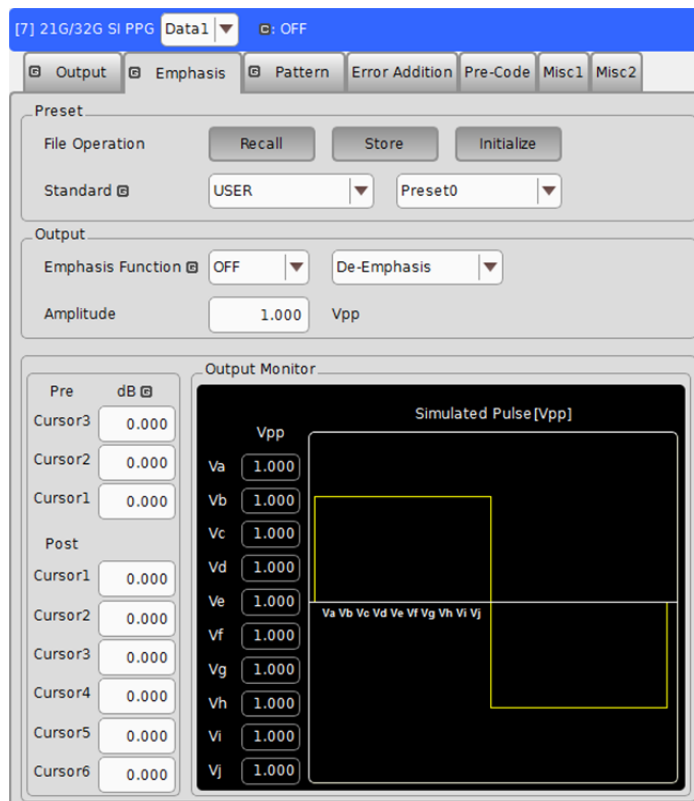 [7] 21G/32G SI PPG Data1 C: OFF
G Output G Emphasis G Pattern Error Addition Pre-Code Misc1 Misc2
Preset
File Operation Recall Store Initialize
Standard G USER Preset0
Output
Emphasis Function G OFF De-Emphasis
Amplitude 1.000 Vpp
Pre dB G
Cursor3 0.000
Cursor2 0.000
Cursor1 0.000
Post
Cursor1 0.000
Cursor2 0.000
Cursor3 0.000
Cursor4 0.000
Cursor5 0.000
Cursor6 0.000
Output Monitor
Simulated Pulse[Vpp]
Vpp
Va 1.000
Vb 1.000
Vc 1.000
Vd 1.000
Ve 1.000
Vf 1.000
Vg 1.000
Vh 1.000
Vi 1.000
Vj 1.000
Va Vb Vc Vd Ve Vf Vg Vh Vi Vj